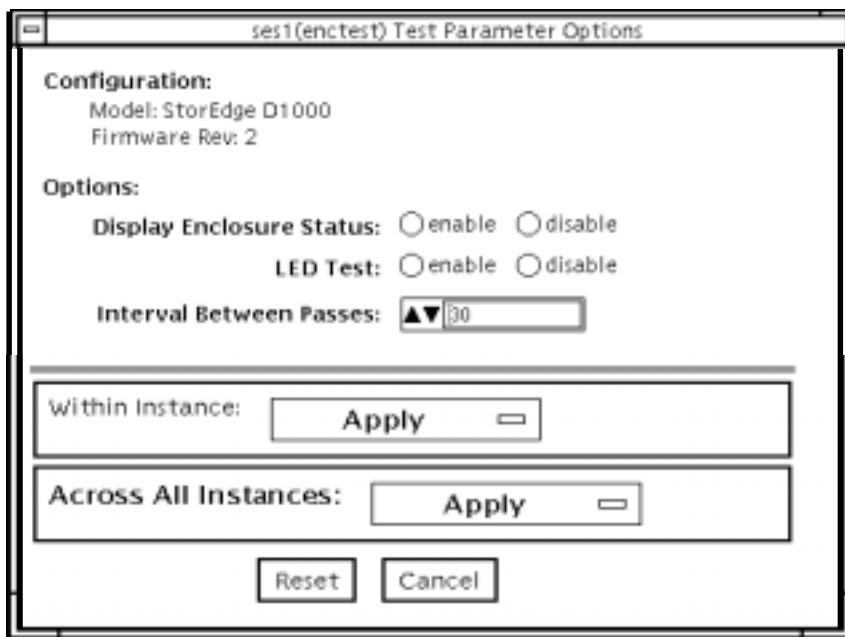 ses1(enctest) Test Parameter Options
Configuration:
Model: StorEdge D1000
Firmware Rev: 2
Options:
Display Enclosure Status: enable disable
LED Test: enable disable
Interval Between Passes: 30
Within Instance: Apply
Across All Instances: Apply
Reset Cancel